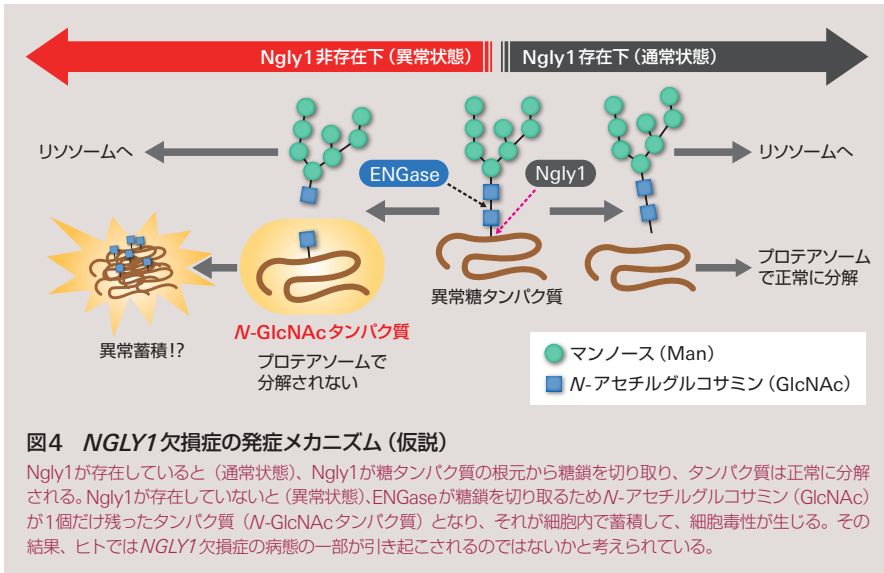 Ngly1非存在下（異常状態）
Ngly1存在下（通常状態）
リソソームへ
ENGase
Ngly1
リソソームへ
異常糖タンパク質
プロテアソーム
で正常に分解
異常蓄積!?
N-GlcNAcタンパク質
プロテアソームで
分解されない
マンノース（Man）
N-アセチルグルコサミン（GlcNAc）
図4　NGLY1欠損症の発症メカニズム（仮説）
Ngly1が存在していると（通常状態）、Ngly1が糖タンパク質の根元から糖鎖を切り取り、タンパク質は正常に分解
される。Ngly1が存在していないと（異常状態）、ENGaseが糖鎖を切り取るためN-アセチルグルコサミン（GlcNAc）
が1個だけ残ったタンパク質（N-GlcNAcタンパク質）となり、それが細胞内で蓄積して、細胞毒性が生じる。その
結果、ヒトではNGLY1欠損症の病態の一部が引き起こされるのではないかと考えられている。